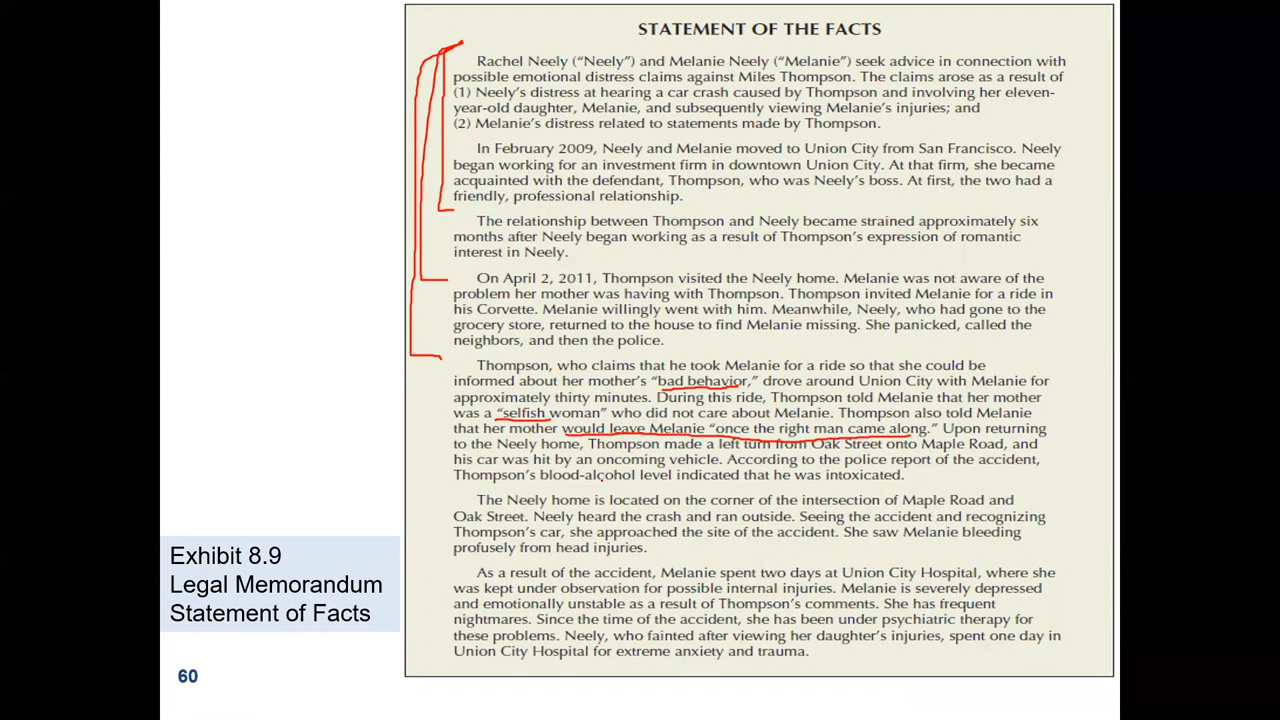 STATEMENT OF THE FACTS
Rachel Neely (“Neely”) and Melanie Neely (“Melanie”) seek advice in connection with
possible emotional distress claims against Miles Thompson. The claims arose as a result of
(1) Neely’s distress at hearing a car crash caused by Thompson and involving her eleven-
year-old daughter, Melanie, and subsequently viewing Melanie’s injuries; and
(2) Melanie’s distress related to statements made by Thompson.
In February 2009, Neely and Melanie moved to Union City from San Francisco. Neely
began working for an investment firm in downtown Union City. At that firm, she became
acquainted with the defendant, Thompson, who was Neely’s boss. At first, the two had a
friendly, professional relationship.
The relationship between Thompson and Neely became strained approximately six
months after Neely began working as a result of Thompson’s expression of romantic
interest in Neely.
On April 2, 2011, Thompson visited the Neely home. Melanie was not aware of the
problem her mother was having with Thompson. Thompson invited Melanie for a ride in
his Corvette. Melanie willingly went with him. Meanwhile, Neely, who had gone to the
grocery store, returned to the house to find Melanie missing. She panicked, called the
neighbors, and then the police.
Thompson, who claims that he took Melanie for a ride so that she could be
informed about her mother’s “bad behavior,” drove around Union City with Melanie for
approximately thirty minutes. During this ride, Thompson told Melanie that her mother
was a “selfish woman” who did not care about Melanie. Thompson also told Melanie
that her mother would leave Melanie “once the right man came along.” Upon returning
to the Neely home, Thompson made a left turn from Oak Street onto Maple Road, and
his car was hit by an oncoming vehicle. According to the police report of the accident,
Thompson’s blood-alcohol level indicated that he was intoxicated.
The Neely home is located on the corner of the intersection of Maple Road and
Oak Street. Neely heard the crash and ran outside. Seeing the accident and recognizing
Thompson’s car, she approached the site of the accident. She saw Melanie bleeding
profusely from head injuries.
As a result of the accident, Melanie spent two days at Union City Hospital, where she
was kept under observation for possible internal injuries. Melanie is severely depressed
and emotionally unstable as a result of Thompson’s comments. She has frequent
nightmares. Since the time of the accident, she has been under psychiatric therapy for
these problems. Neely, who fainted after viewing her daughter’s injuries, spent one day in
Union City Hospital for extreme anxiety and trauma.
Exhibit 8.9
Legal Memorandum
Statement of Facts
60